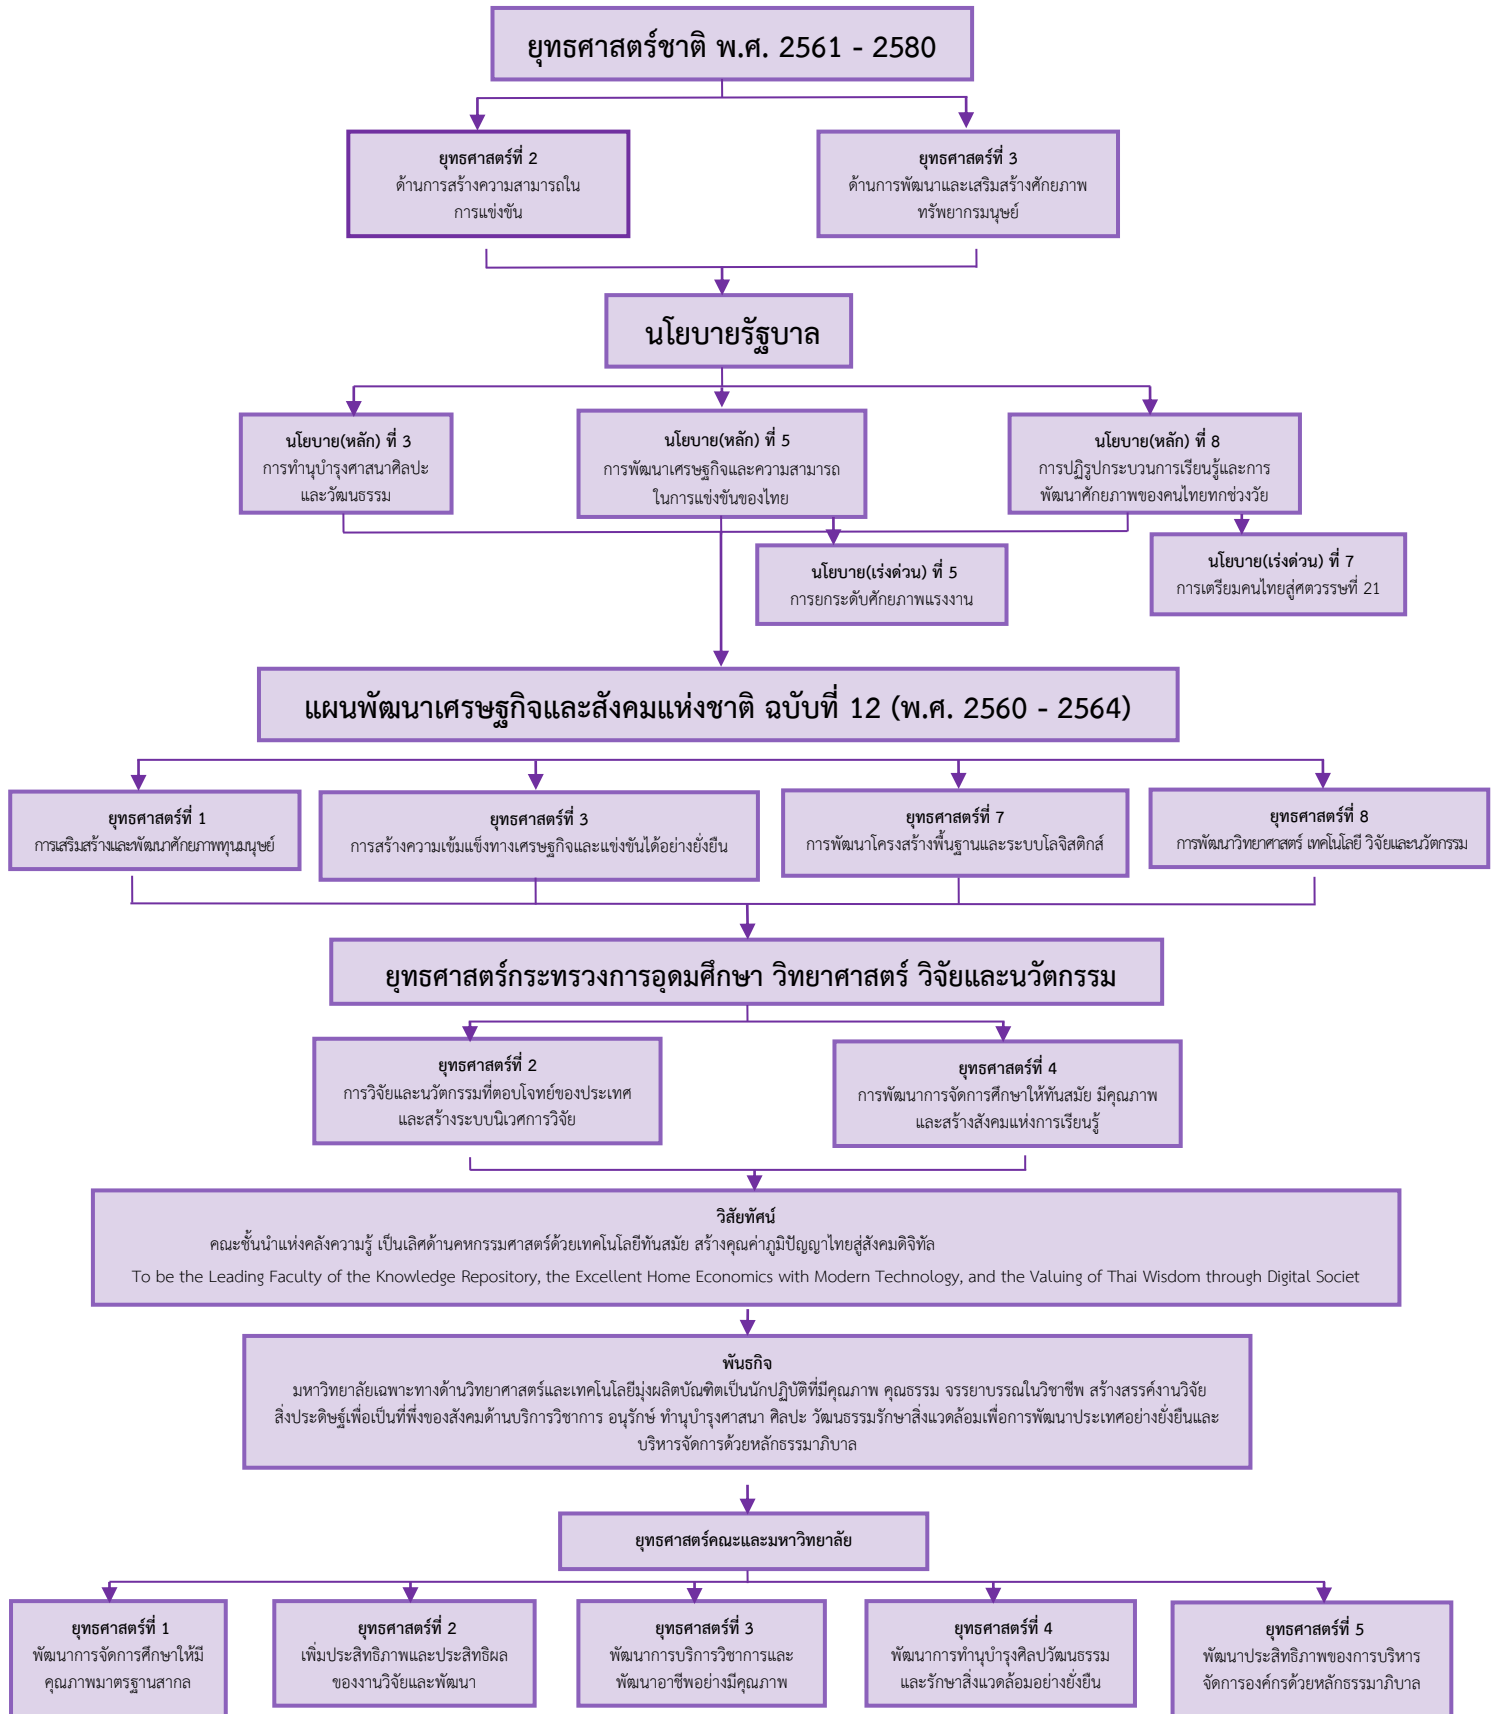 ยุทธศาสตร์ชาติ พ.ศ. 2561 - 2580
ยุทธศาสตร์ที่ 2
ด้านการสร้างความสามารถใน
การแข่งขัน
ยุทธศาสตร์ที่ 3
ด้านการพัฒนาและเสริมสร้างศักยภาพ
ทรัพยากรมนุษย์
นโยบายรัฐบาล
นโยบาย(หลัก) ที่ 3
การทำนุบำรุงศาสนาศิลปะ
และวัฒนธรรม
นโยบาย(หลัก) ที่ 5
การพัฒนาเศรษฐกิจและความสามารถ
ในการแข่งขันของไทย
นโยบาย(หลัก) ที่ 8
การปฏิรูปกระบวนการเรียนรู้และการ
พัฒนาศักยภาพของคนไทยทกช่วงวัย
นโยบาย(เร่งด่วน) ที่ 5
การยกระดับศักยภาพแรงงาน
นโยบาย(เร่งด่วน) ที่ 7
การเตรียมคนไทยสู่ศตวรรษที่ 21
แผนพัฒนาเศรษฐกิจและสังคมแห่งชาติ ฉบับที่ 12 (พ.ศ. 2560 - 2564)
ยุทธศาสตร์ที่ 1
การเสริมสร้างและพัฒนาศักยภาพทุนมนุษย์
ยุทธศาสตร์ที่ 3
การสร้างความเข้มแข็งทางเศรษฐกิจและแข่งขันได้อย่างยั่งยืน
ยุทธศาสตร์ที่ 7
การพัฒนาโครงสร้างพื้นฐานและระบบโลจิสติกส์
ยุทธศาสตร์ที่ 8
การพัฒนาวิทยาศาสตร์ เทคโนโลยี วิจัยและนวัตกรรม
ยุทธศาสตร์กระทรวงการอุดมศึกษา วิทยาศาสตร์ วิจัยและนวัตกรรม
ยุทธศาสตร์ที่ 2
การวิจัยและนวัตกรรมที่ตอบโจทย์ของประเทศ
และสร้างระบบนิเวศการวิจัย
ยุทธศาสตร์ที่ 4
การพัฒนาการจัดการศึกษาให้ทันสมัย มีคุณภาพ
และสร้างสังคมแห่งการเรียนรู้
วิสัยทัศน์
คณะชั้นนำแห่งคลังความรู้ เป็นเลิศด้านคหกรรมศาสตร์ด้วยเทคโนโลยีทันสมัย สร้างคุณค่าภูมิปัญญาไทยสู่สังคมดิจิทัล
To be the Leading Faculty of the Knowledge Repository, the Excellent Home Economics with Modern Technology, and the Valuing of Thai Wisdom through Digital Societ
พันธกิจ
มหาวิทยาลัยเฉพาะทางด้านวิทยาศาสตร์และเทคโนโลยีมุ่งผลิตบัณฑิตเป็นนักปฏิบัติที่มีคุณภาพ คุณธรรม จรรยาบรรณในวิชาชีพ สร้างสรรค์งานวิจัย
สิ่งประดิษฐ์เพื่อเป็นที่พึ่งของสังคมด้านบริการวิชาการ อนุรักษ์ ทำนุบำรุงศาสนา ศิลปะ วัฒนธรรมรักษาสิ่งแวดล้อมเพื่อการพัฒนาประเทศอย่างยั่งยืนและ
บริหารจัดการด้วยหลักธรรมาภิบาล
ยุทธศาสตร์คณะและมหาวิทยาลัย
ยุทธศาสตร์ที่ 1
พัฒนาการจัดการศึกษาให้มี
คุณภาพมาตรฐานสากล
ยุทธศาสตร์ที่ 2
เพิ่มประสิทธิภาพและประสิทธิผล
ของงานวิจัยและพัฒนา
ยุทธศาสตร์ที่ 3
พัฒนาการบริการวิชาการและ
พัฒนาอาชีพอย่างมีคุณภาพ
ยุทธศาสตร์ที่ 4
พัฒนาการทำนุบำรุงศิลปวัฒนธรรม
และรักษาสิ่งแวดล้อมอย่างยั่งยืน
ยุทธศาสตร์ที่ 5
พัฒนาประสิทธิภาพของการบริหาร
จัดการองค์กรด้วยหลักธรรมาภิบาล